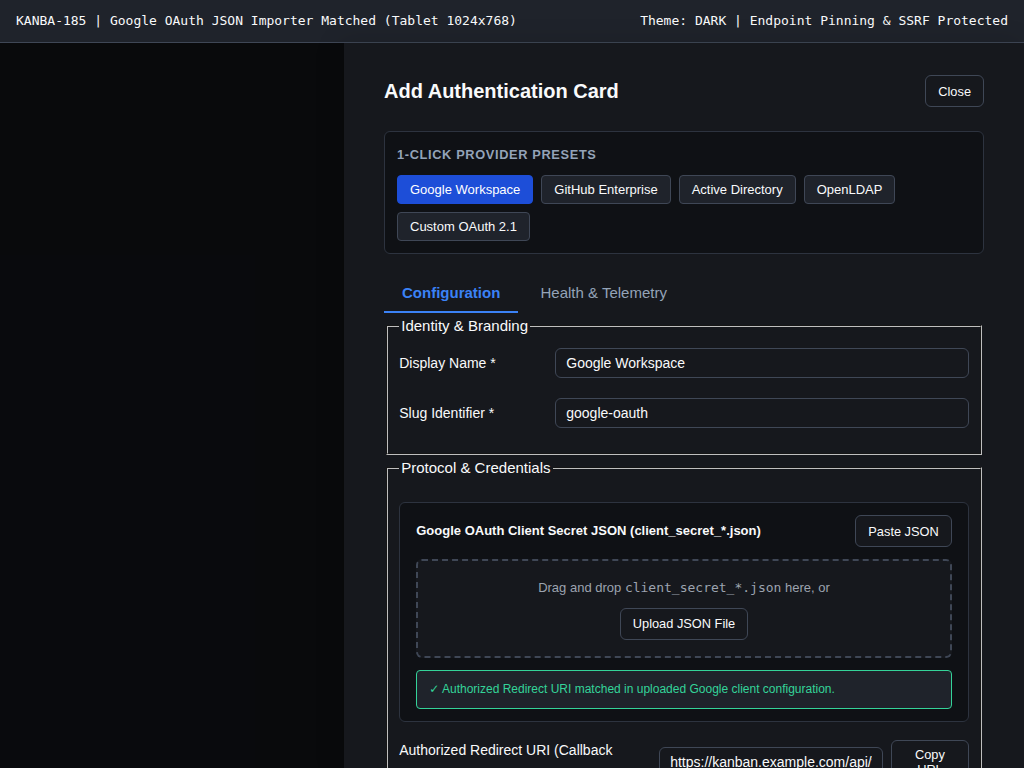 KANBA-185 | Google OAuth JSON Importer Matched (Tablet 1024x768)
Theme: DARK | Endpoint Pinning & SSRF Protected
Add Authentication Card
Close
1-CLICK PROVIDER PRESETS
Google Workspace
GitHub Enterprise
Active Directory
OpenLDAP
Custom OAuth 2.1
Configuration
Health & Telemetry
Identity & Branding
Display Name *
Google Workspace
Slug Identifier *
google-oauth
Protocol & Credentials
Google OAuth Client Secret JSON (client_secret_*.json)
Paste JSON
Drag and drop client_secret_*.json here, or
Upload JSON File
✓ Authorized Redirect URI matched in uploaded Google client configuration.
Authorized Redirect URI (Callback
https://kanban.example.com/api/
Copy